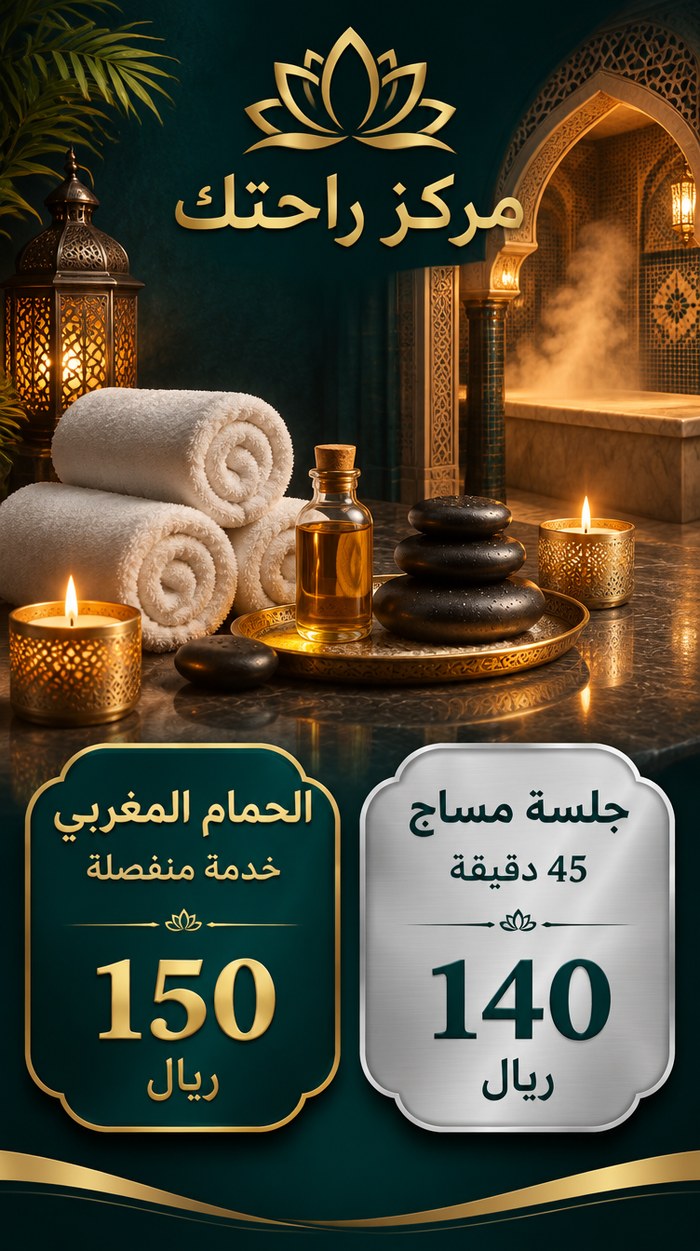 مركز راحتك
جلسة مساج
45 دقيقة
140
ريال
الحمام المغربي
خدمة منفصلة
150
ريال